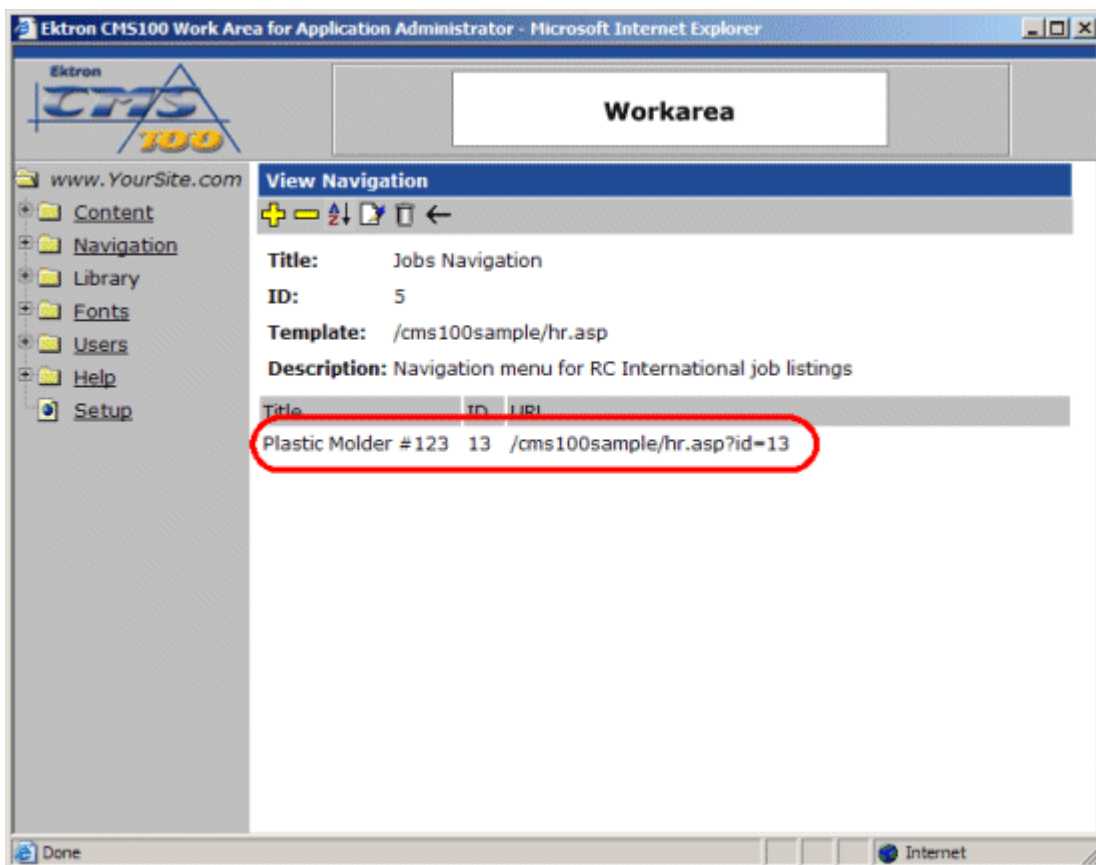 Ektron CMS100 Work Area for Application Administrator - Microsoft Internet Explorer
Ektron
CMS
100
Workarea
www.YourSite.com
Content
Navigation
Library
Fonts
Users
Help
Setup
View Navigation
Title: Jobs Navigation
ID: 5
Template: /cms100sample/hr.asp
Description: Navigation menu for RC International job listings
Title ID URL
Plastic Molder #123 13 /cms100sample/hr.asp?id=13
Done Internet